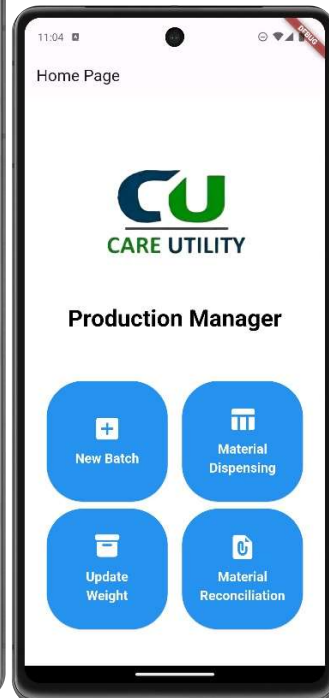 11:04
DEBUG
Home Page
CU
CARE UTILITY
Production Manager
New Batch
Material
Dispensing
Update
Weight
Material
Reconciliation